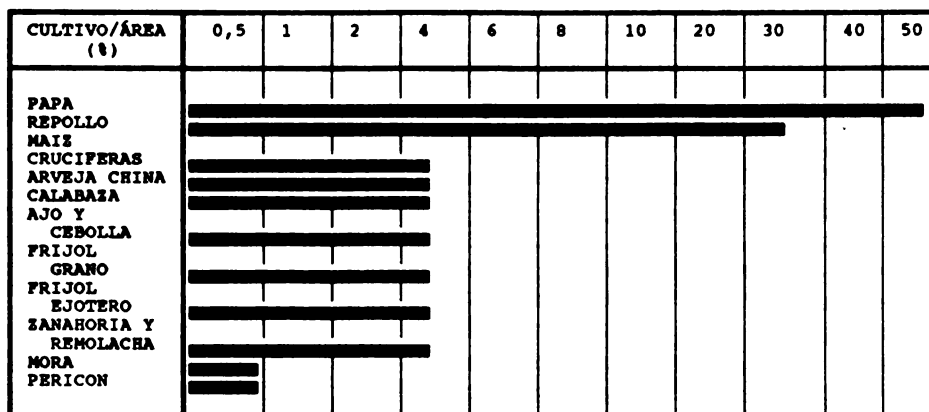 CULTIVO/ÁREA (%) 0,5 1 2 4 6 8 10 20 30 40 50
PAPA
REPOLLO
MAIZ
CRUCIFERAS
ARVEJA CHINA
CALABAZA
AJO Y
CEBOLLA
FRIJOL
GRANO
FRIJOL
EJOTERO
ZANAHORIA Y
REMOLACHA
MORA
PERICON